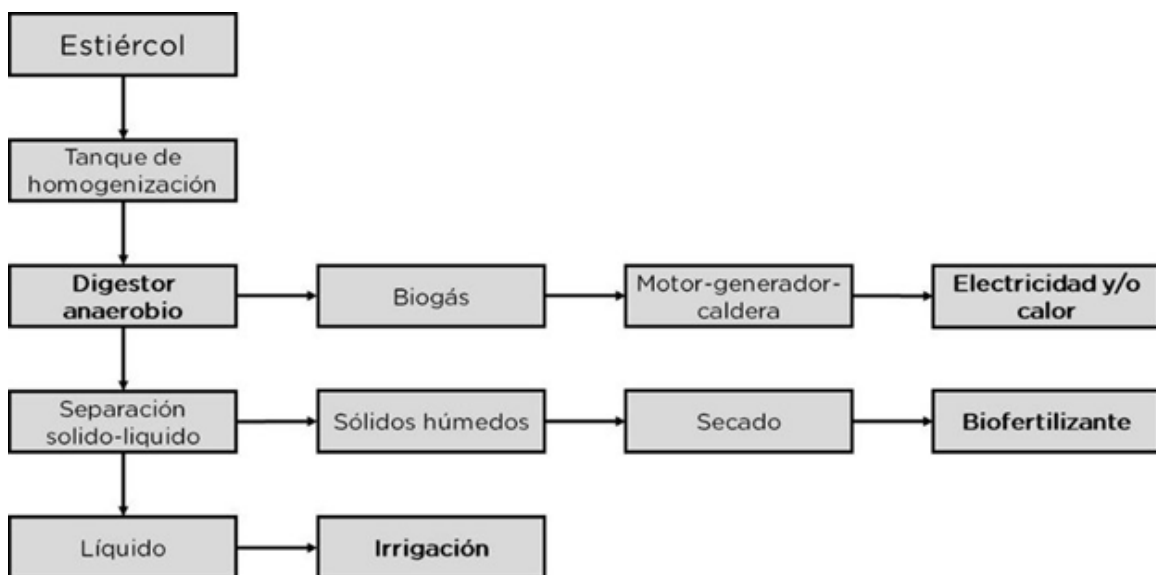 Estiércol
Tanque de
homogenización
Digestor
anaerobio
Biogás
Motor-generador-
caldera
Electricidad y/o
calor
Separación
solido-liquido
Sólidos húmedos
Secado
Biofertilizante
Líquido
Irrigación